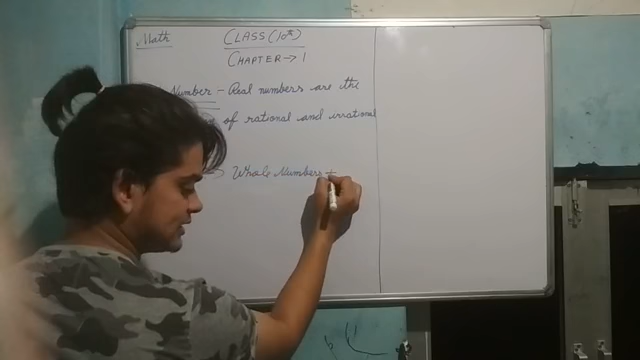 Math
CLASS (10th)
CHAPTER → 1
Number - Real numbers are the
of rational and irrational
→ Whole Numbers +